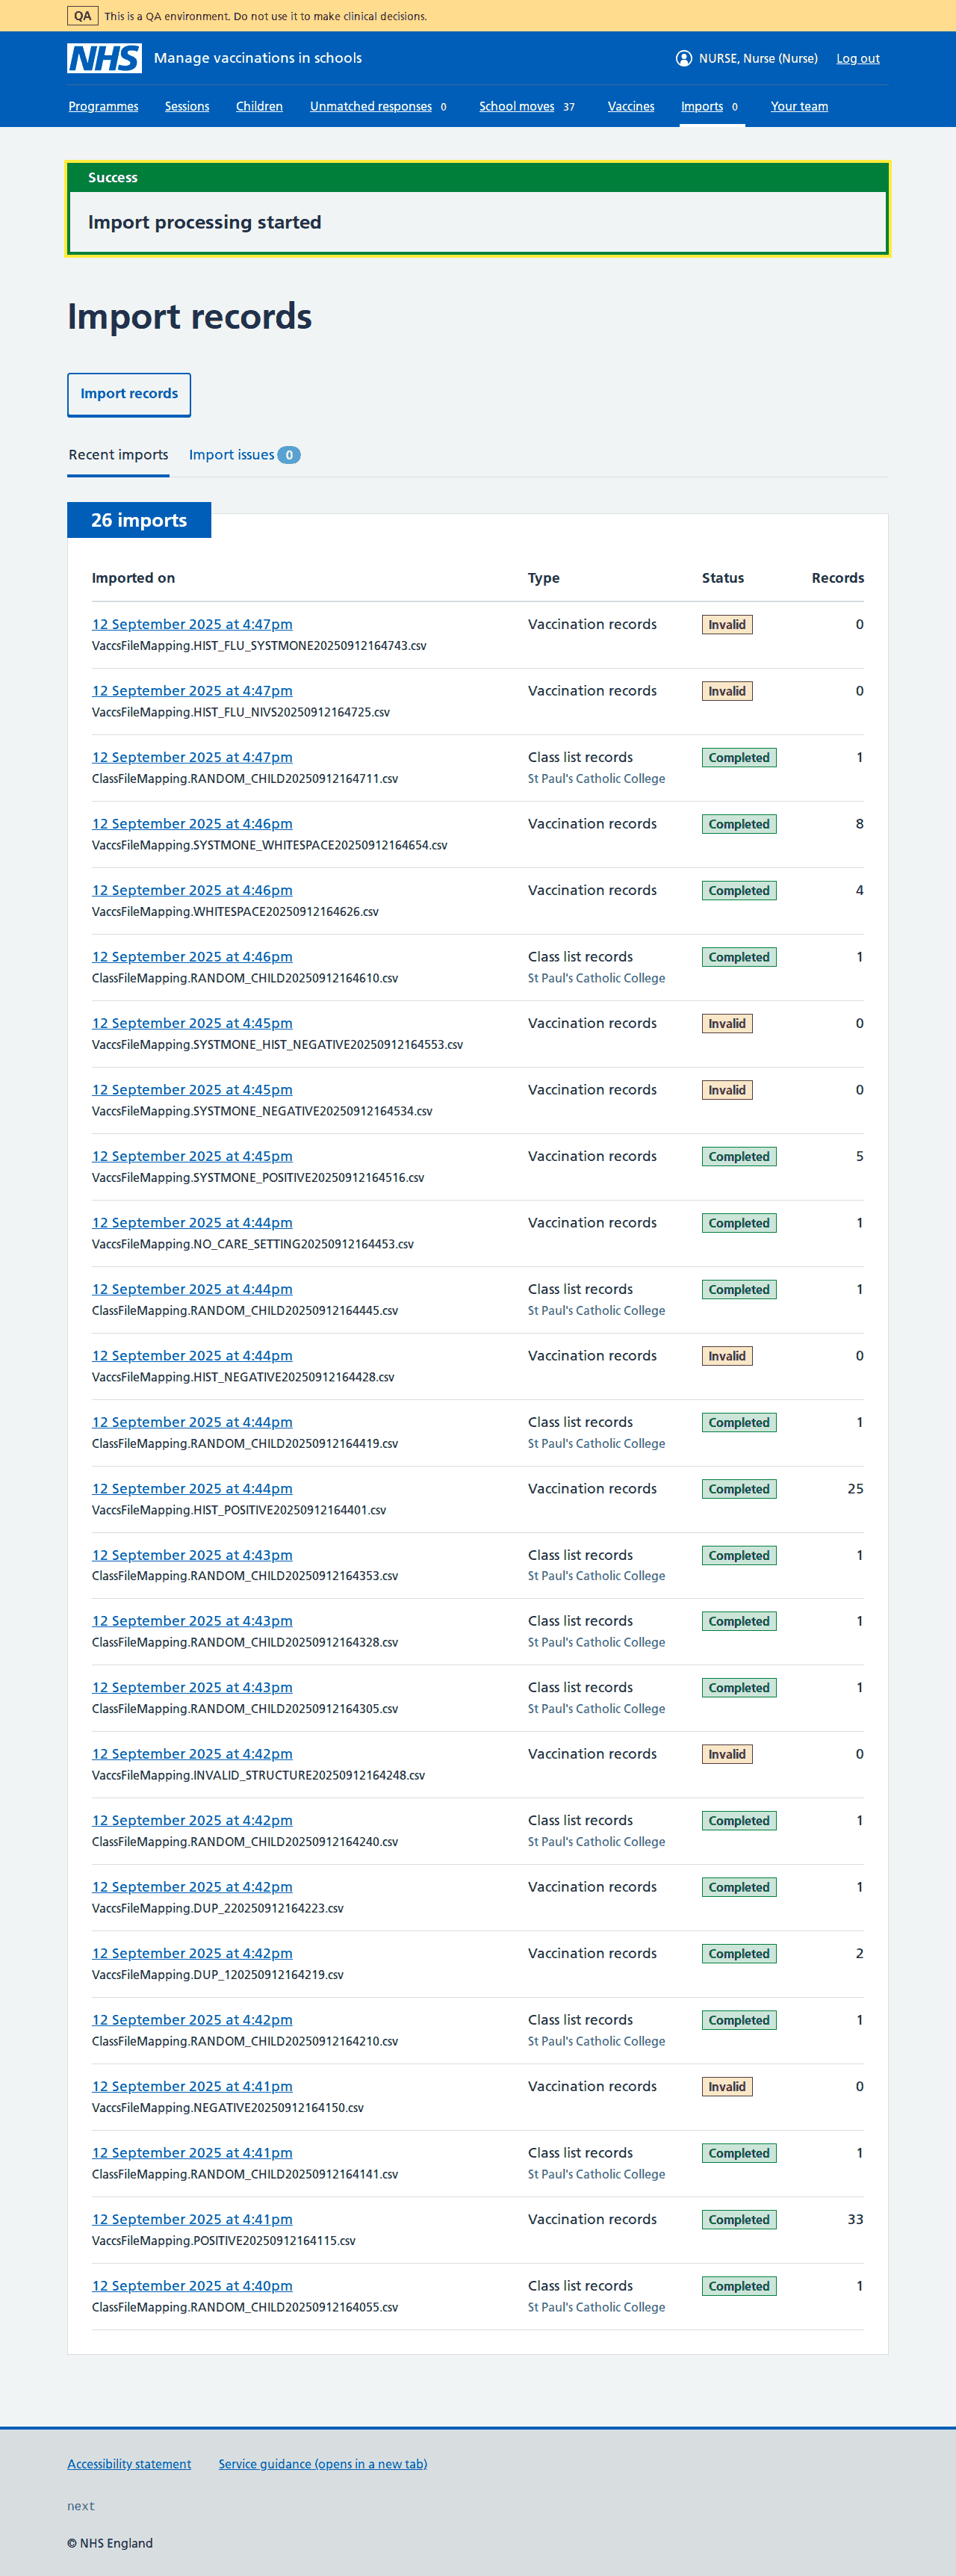 QA This is a QA environment. Do not use it to make clinical decisions.
NHS Manage vaccinations in schools NURSE, Nurse (Nurse) Log out
Programmes Sessions Children Unmatched responses 0 School moves 37 Vaccines Imports 0 Your team
Success
Import processing started
Import records
Import records
Recent imports Import issues 0
26 imports
Imported on Type Status Records
12 September 2025 at 4:47pm Vaccination records Invalid 0
VaccsFileMapping.HIST_FLU_SYSTMONE20250912164743.csv
12 September 2025 at 4:47pm Vaccination records Invalid 0
VaccsFileMapping.HIST_FLU_NIVS20250912164725.csv
12 September 2025 at 4:47pm Class list records Completed 1
ClassFileMapping.RANDOM_CHILD20250912164711.csv St Paul's Catholic College
12 September 2025 at 4:46pm Vaccination records Completed 8
VaccsFileMapping.SYSTMONE_WHITESPACE20250912164654.csv
12 September 2025 at 4:46pm Vaccination records Completed 4
VaccsFileMapping.WHITESPACE20250912164626.csv
12 September 2025 at 4:46pm Class list records Completed 1
ClassFileMapping.RANDOM_CHILD20250912164610.csv St Paul's Catholic College
12 September 2025 at 4:45pm Vaccination records Invalid 0
VaccsFileMapping.SYSTMONE_HIST_NEGATIVE20250912164553.csv
12 September 2025 at 4:45pm Vaccination records Invalid 0
VaccsFileMapping.SYSTMONE_NEGATIVE20250912164534.csv
12 September 2025 at 4:45pm Vaccination records Completed 5
VaccsFileMapping.SYSTMONE_POSITIVE20250912164516.csv
12 September 2025 at 4:44pm Vaccination records Completed 1
VaccsFileMapping.NO_CARE_SETTING20250912164453.csv
12 September 2025 at 4:44pm Class list records Completed 1
ClassFileMapping.RANDOM_CHILD20250912164445.csv St Paul's Catholic College
12 September 2025 at 4:44pm Vaccination records Invalid 0
VaccsFileMapping.HIST_NEGATIVE20250912164428.csv
12 September 2025 at 4:44pm Class list records Completed 1
ClassFileMapping.RANDOM_CHILD20250912164419.csv St Paul's Catholic College
12 September 2025 at 4:44pm Vaccination records Completed 25
VaccsFileMapping.HIST_POSITIVE20250912164401.csv
12 September 2025 at 4:43pm Class list records Completed 1
ClassFileMapping.RANDOM_CHILD20250912164353.csv St Paul's Catholic College
12 September 2025 at 4:43pm Class list records Completed 1
ClassFileMapping.RANDOM_CHILD20250912164328.csv St Paul's Catholic College
12 September 2025 at 4:43pm Class list records Completed 1
ClassFileMapping.RANDOM_CHILD20250912164305.csv St Paul's Catholic College
12 September 2025 at 4:42pm Vaccination records Invalid 0
VaccsFileMapping.INVALID_STRUCTURE20250912164248.csv
12 September 2025 at 4:42pm Class list records Completed 1
ClassFileMapping.RANDOM_CHILD20250912164240.csv St Paul's Catholic College
12 September 2025 at 4:42pm Vaccination records Completed 1
VaccsFileMapping.DUP_220250912164223.csv
12 September 2025 at 4:42pm Vaccination records Completed 2
VaccsFileMapping.DUP_120250912164219.csv
12 September 2025 at 4:42pm Class list records Completed 1
ClassFileMapping.RANDOM_CHILD20250912164210.csv St Paul's Catholic College
12 September 2025 at 4:41pm Vaccination records Invalid 0
VaccsFileMapping.NEGATIVE20250912164150.csv
12 September 2025 at 4:41pm Class list records Completed 1
ClassFileMapping.RANDOM_CHILD20250912164141.csv St Paul's Catholic College
12 September 2025 at 4:41pm Vaccination records Completed 33
VaccsFileMapping.POSITIVE20250912164115.csv
12 September 2025 at 4:40pm Class list records Completed 1
ClassFileMapping.RANDOM_CHILD20250912164055.csv St Paul's Catholic College
Accessibility statement Service guidance (opens in a new tab)
next
© NHS England